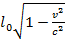 l₀√(1 − v²/c²)